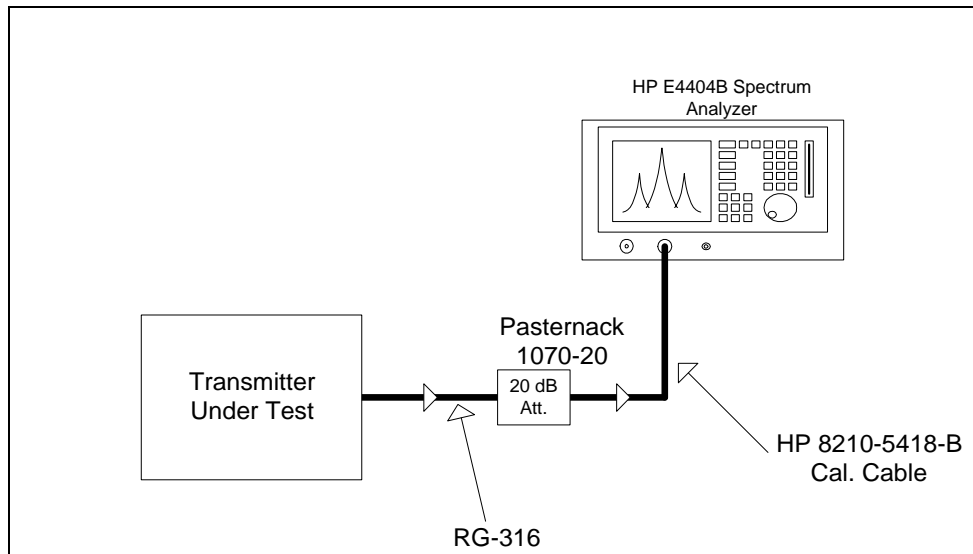 HP E4404B Spectrum
Analyzer
Pasternack
1070-20
Transmitter
Under Test
20 dB
Att.
HP 8210-5418-B
Cal. Cable
RG-316